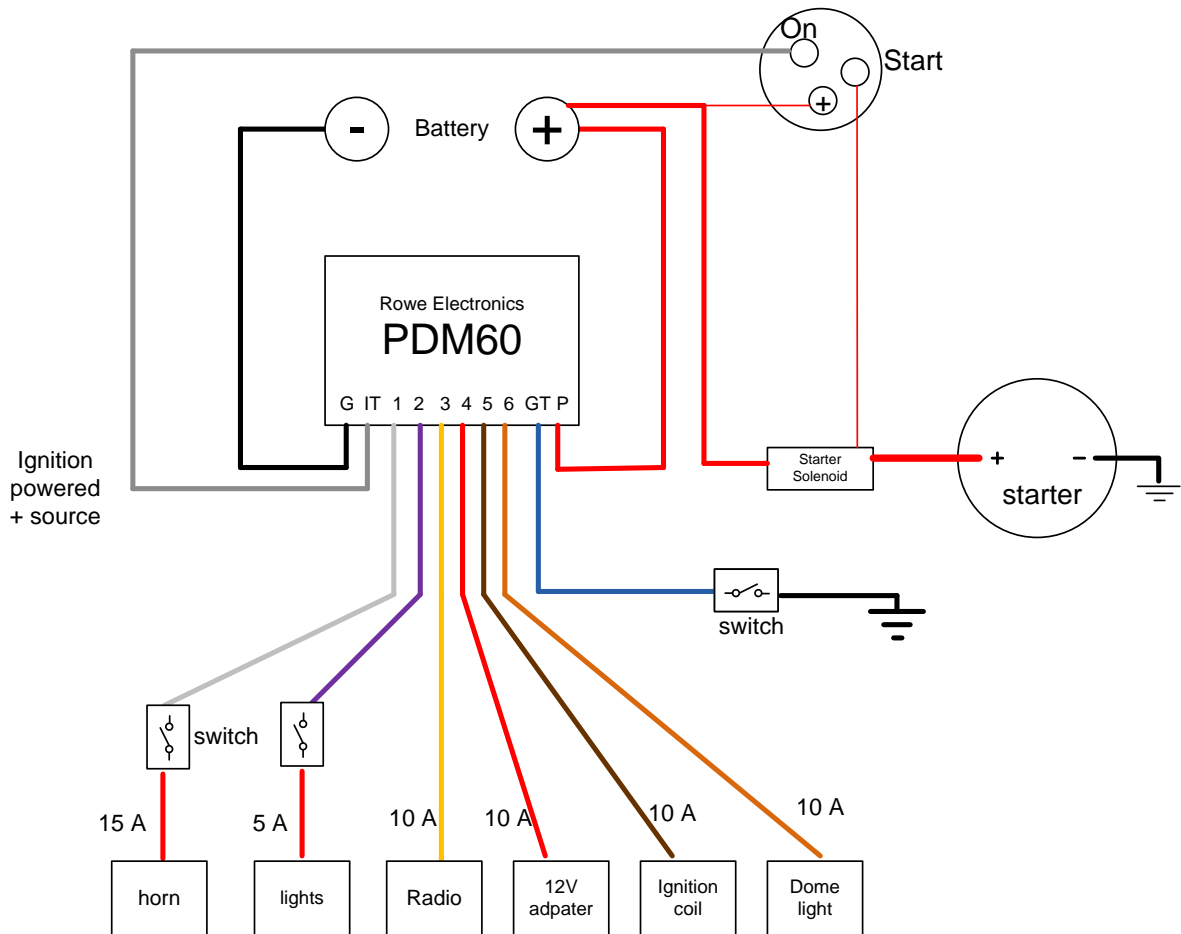 On
Start
+
-
Battery
+
Rowe Electronics
PDM60
G IT 1 2 3 4 5 6 GT P
Ignition
powered
+ source
Starter
Solenoid
+
-
starter
switch
switch
15 A
5 A
10 A
10 A
10 A
10 A
horn
lights
Radio
12V
adpater
Ignition
coil
Dome
light